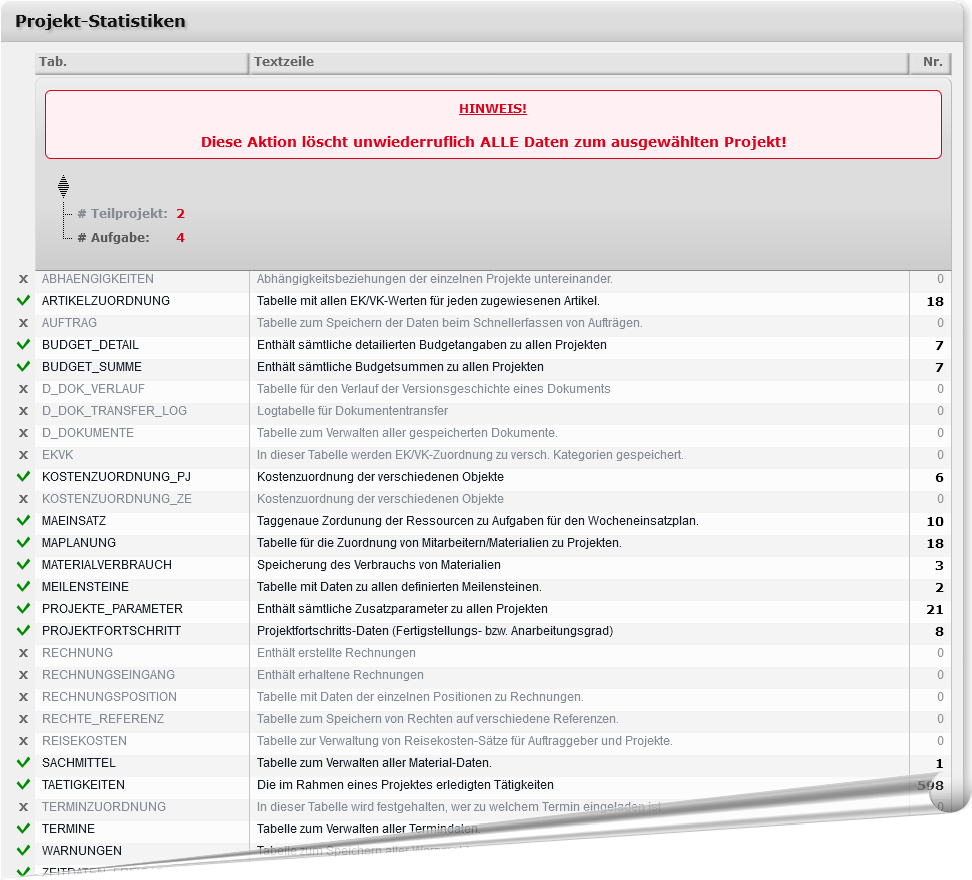 Projekt-Statistiken
Tab. Textzeile Nr.
HINWEIS!
Diese Aktion löscht unwiederruflich ALLE Daten zum ausgewählten Projekt!
# Teilprojekt: 2
# Aufgabe: 4
x ABHAENGIGKEITEN Abhängigkeitsbeziehungen der einzelnen Projekte untereinander. 0
ARTIKELZUORDNUNG Tabelle mit allen EK/VK-Werten für jeden zugewiesenen Artikel. 18
x AUFTRAG Tabelle zum Speichern der Daten beim Schnellerfassen von Aufträgen. 0
BUDGET_DETAIL Enthält sämtliche detailierten Budgetangaben zu allen Projekten 7
BUDGET_SUMME Enthält sämtliche Budgetsummen zu allen Projekten 7
x D_DOK_VERLAUF Tabelle für den Verlauf der Versionsgeschichte eines Dokuments 0
x D_DOK_TRANSFER_LOG Logtabelle für Dokumententransfer 0
x D_DOKUMENTE Tabelle zum Verwalten aller gespeicherten Dokumente. 0
x EKVK In dieser Tabelle werden EK/VK-Zuordnung zu versch. Kategorien gespeichert. 0
KOSTENZUORDNUNG_PJ Kostenzuordnung der verschiedenen Objekte 6
x KOSTENZUORDNUNG_ZE Kostenzuordnung der verschiedenen Objekte 0
MAEINSATZ Taggenaue Zordunung der Ressourcen zu Aufgaben für den Wocheneinsatzplan. 10
MAPLANUNG Tabelle für die Zuordnung von Mitarbeitern/Materialien zu Projekten. 18
MATERIALVERBRAUCH Speicherung des Verbrauchs von Materialien 3
MEILENSTEINE Tabelle mit Daten zu allen definierten Meilensteinen. 2
PROJEKTE_PARAMETER Enthält sämtliche Zusatzparameter zu allen Projekten 21
PROJEKTFORTSCHRITT Projektfortschritts-Daten (Fertigstellungs- bzw. Anarbeitungsgrad) 8
x RECHNUNG Enthält erstellte Rechnungen 0
x RECHNUNGSEINGANG Enthält erhaltene Rechnungen 0
x RECHNUNGSPOSITION Tabelle mit Daten der einzelnen Positionen zu Rechnungen. 0
x RECHTE_REFERENZ Tabelle zum Speichern von Rechten auf verschiedene Referenzen. 0
x REISEKOSTEN Tabelle zur Verwaltung von Reisekosten-Sätze für Auftraggeber und Projekte. 0
SACHMITTEL Tabelle zum Verwalten aller Material-Daten. 1
TAETIGKEITEN Die im Rahmen eines Projektes erledigten Tätigkeiten 598
x TERMINZUORDNUNG In dieser Tabelle wird festgehalten, wer zu welchem Termin eingeladen ist 0
TERMINE Tabelle zum Verwalten aller Termindaten.
WARNUNGEN Tabelle zum Speichern aller